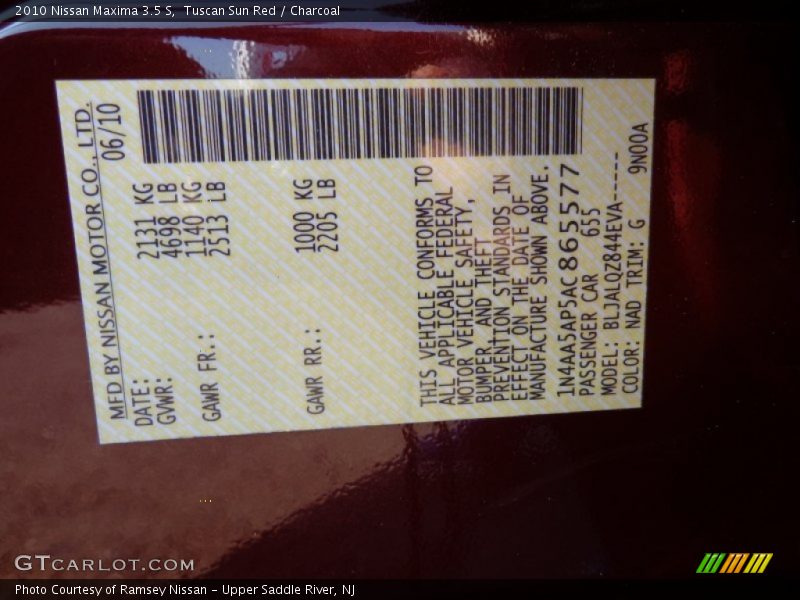 2010 Nissan Maxima 3.5 S,  Tuscan Sun Red / Charcoal
MFD BY NISSAN MOTOR CO., LTD.
DATE: 06/10
GVWR: 2131 KG
4698 LB
GAWR FR.: 1140 KG
2513 LB
GAWR RR.: 1000 KG
2205 LB
THIS VEHICLE CONFORMS TO
ALL APPLICABLE FEDERAL
MOTOR VEHICLE SAFETY,
BUMPER AND THEFT
PREVENTION STANDARDS IN
EFFECT ON THE DATE OF
MANUFACTURE SHOWN ABOVE.
1N4AA5AP5AC865577
PASSENGER CAR 655
MODEL: BLJALQZ844EVA-----
COLOR: NAD TRIM: G 9N00A
GTCARLOT.COM
Photo Courtesy of Ramsey Nissan – Upper Saddle River, NJ